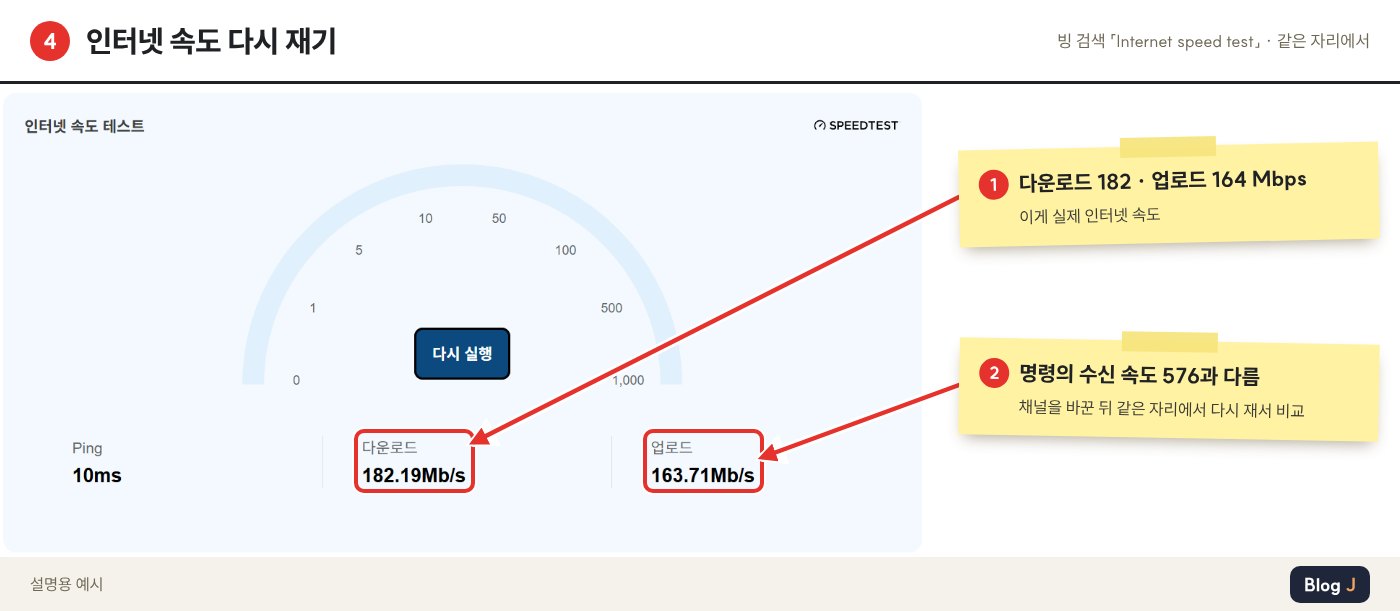 4 인터넷 속도 다시 재기
빙 검색 「Internet speed test」 · 같은 자리에서
인터넷 속도 테스트
SPEEDTEST
10 50
5 100
1 500
다시 실행
0 1,000
Ping
10ms
다운로드
182.19Mb/s
업로드
163.71Mb/s
1 다운로드 182 · 업로드 164 Mbps
이게 실제 인터넷 속도
2 명령의 수신 속도 576과 다름
채널을 바꾼 뒤 같은 자리에서 다시 재서 비교
설명용 예시
Blog J